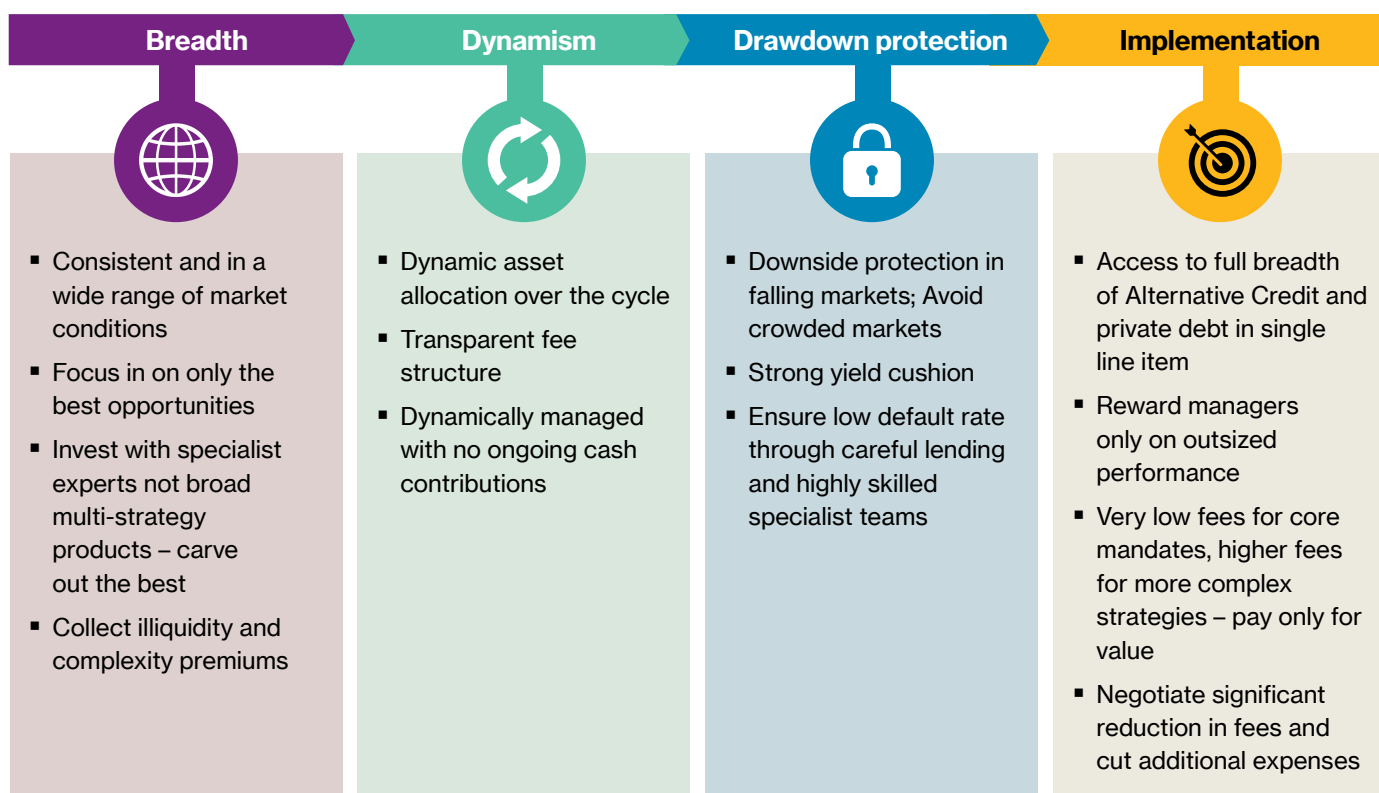 Breadth
Dynamism
Drawdown protection
Implementation
▪ Consistent and in a
wide range of market
conditions
▪ Focus in on only the
best opportunities
▪ Invest with specialist
experts not broad
multi-strategy
products – carve
out the best
▪ Collect illiquidity and
complexity premiums
▪ Dynamic asset
allocation over the cycle
▪ Transparent fee
structure
▪ Dynamically managed
with no ongoing cash
contributions
▪ Downside protection in
falling markets; Avoid
crowded markets
▪ Strong yield cushion
▪ Ensure low default rate
through careful lending
and highly skilled
specialist teams
▪ Access to full breadth
of Alternative Credit and
private debt in single
line item
▪ Reward managers
only on outsized
performance
▪ Very low fees for core
mandates, higher fees
for more complex
strategies – pay only for
value
▪ Negotiate significant
reduction in fees and
cut additional expenses